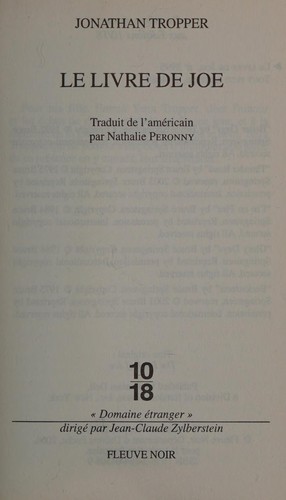 JONATHAN TROPPER
LE LIVRE DE JOE
Traduit de l'américain
par Nathalie PERONNY
10
18
« Domaine étranger »
dirigé par Jean-Claude Zylberstein
FLEUVE NOIR